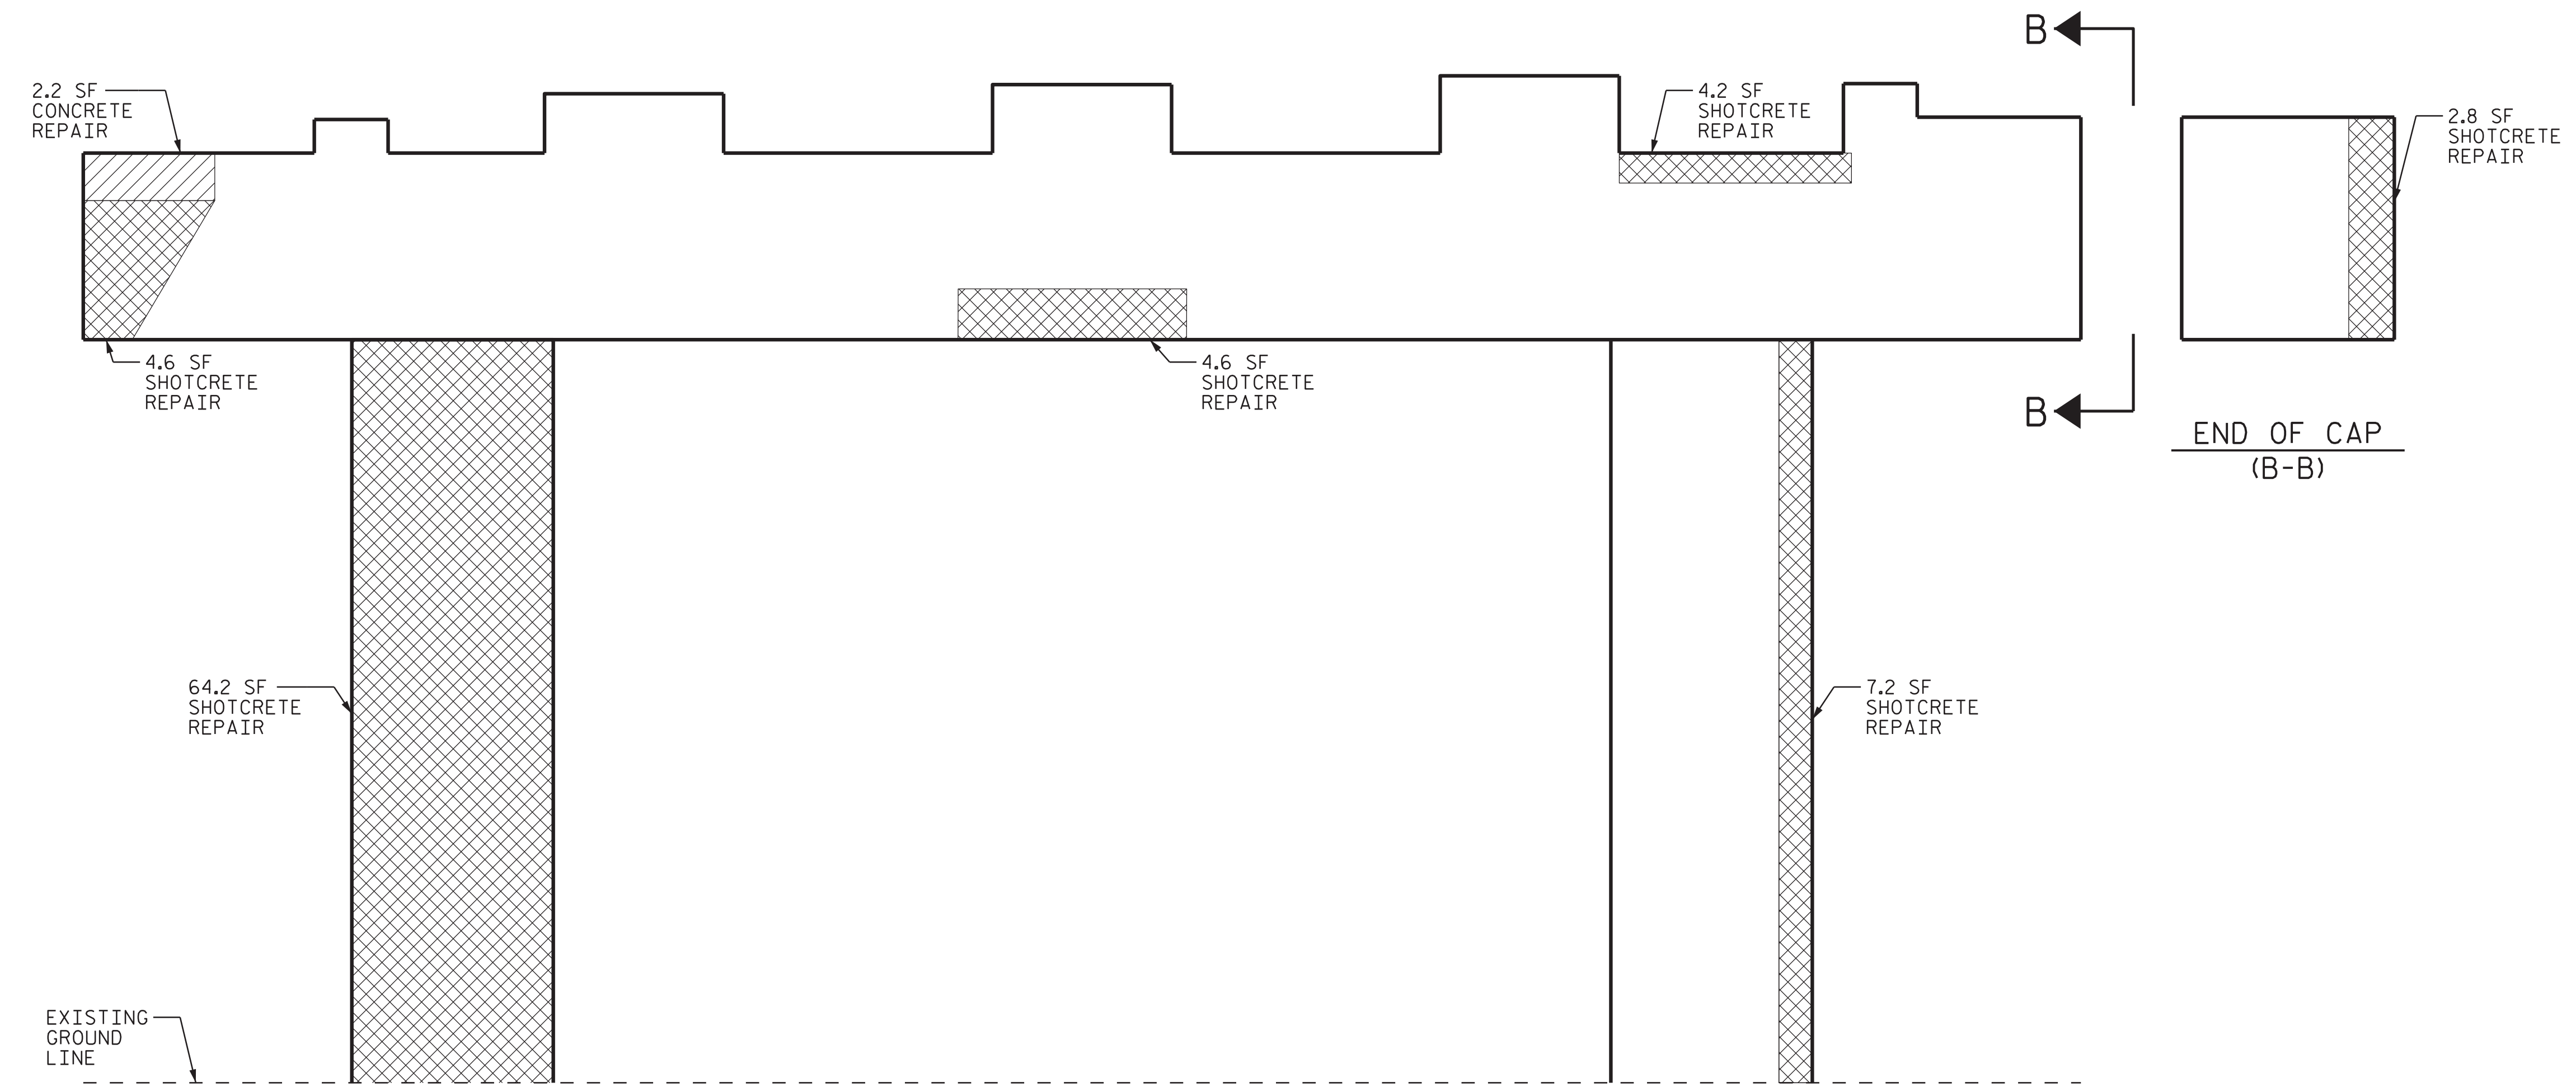 B
2.2 SF
CONCRETE
REPAIR
4.2 SF
SHOTCRETE
REPAIR
2.8 SF
SHOTCRETE
REPAIR
4.6 SF
SHOTCRETE
REPAIR
4.6 SF
SHOTCRETE
REPAIR
B
END OF CAP
(B-B)
64.2 SF
SHOTCRETE
REPAIR
7.2 SF
SHOTCRETE
REPAIR
EXISTING
GROUND
LINE